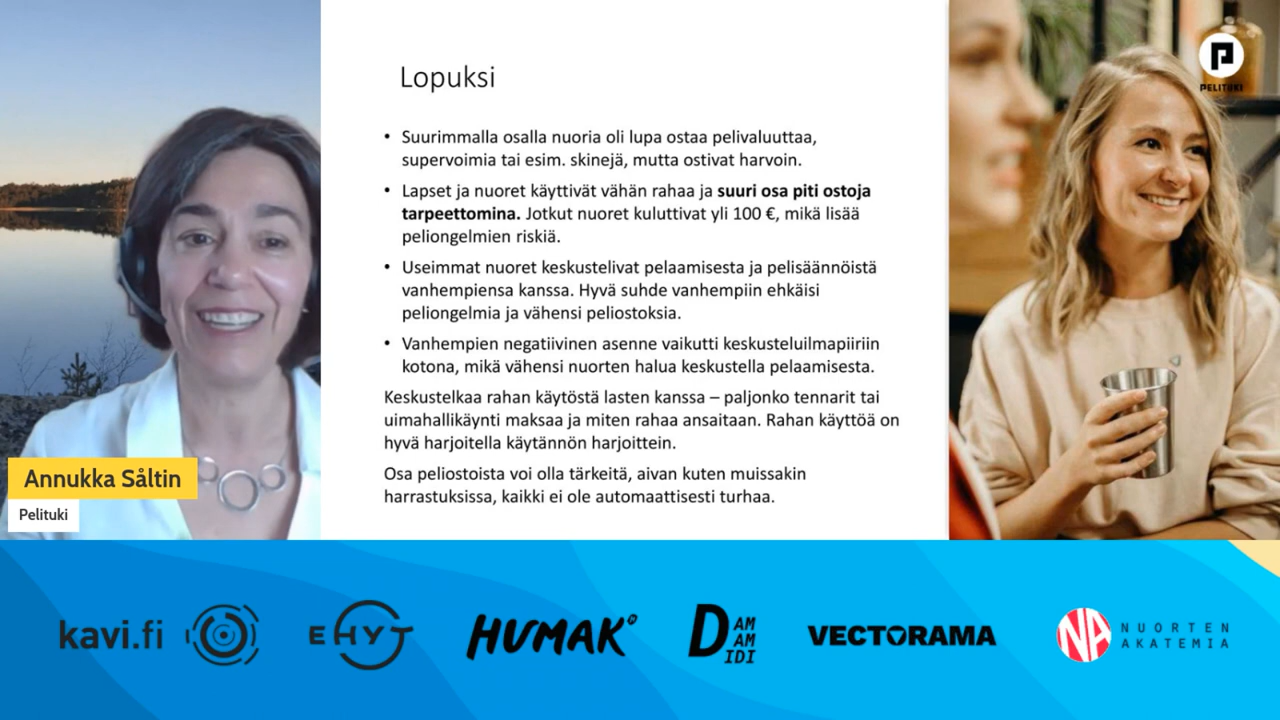 Lopuksi
• Suurimmalla osalla nuoria oli lupa ostaa pelivaluuttaa,
supervoimia tai esim. skinejä, mutta ostivat harvoin.
• Lapset ja nuoret käyttivät vähän rahaa ja suuri osa piti ostoja
tarpeettomina. Jotkut nuoret kuluttivat yli 100 €, mikä lisää
peliongelmien riskiä.
• Useimmat nuoret keskustelivat pelaamisesta ja pelisäännöistä
vanhempiensa kanssa. Hyvä suhde vanhempiin ehkäisi
peliongelmia ja vähensi peliostoksia.
• Vanhempien negatiivinen asenne vaikutti keskusteluilmapiiriin
kotona, mikä vähensi nuorten halua keskustella pelaamisesta.
Keskustelkaa rahan käytöstä lasten kanssa – paljonko tennarit tai
uimahallikäynti maksaa ja miten rahaa ansaitaan. Rahan käyttöä on
hyvä harjoitella käytännön harjoittein.
Osa peliostoista voi olla tärkeitä, aivan kuten muissakin
harrastuksissa, kaikki ei ole automaattisesti turhaa.
P
PELITUKI
Annukka Såltin
Pelituki
kavi.fi
EHYT
HUMAK
DAM
AM
IDI
VECTORAMA
NA
NUORTEN
AKATEMIA